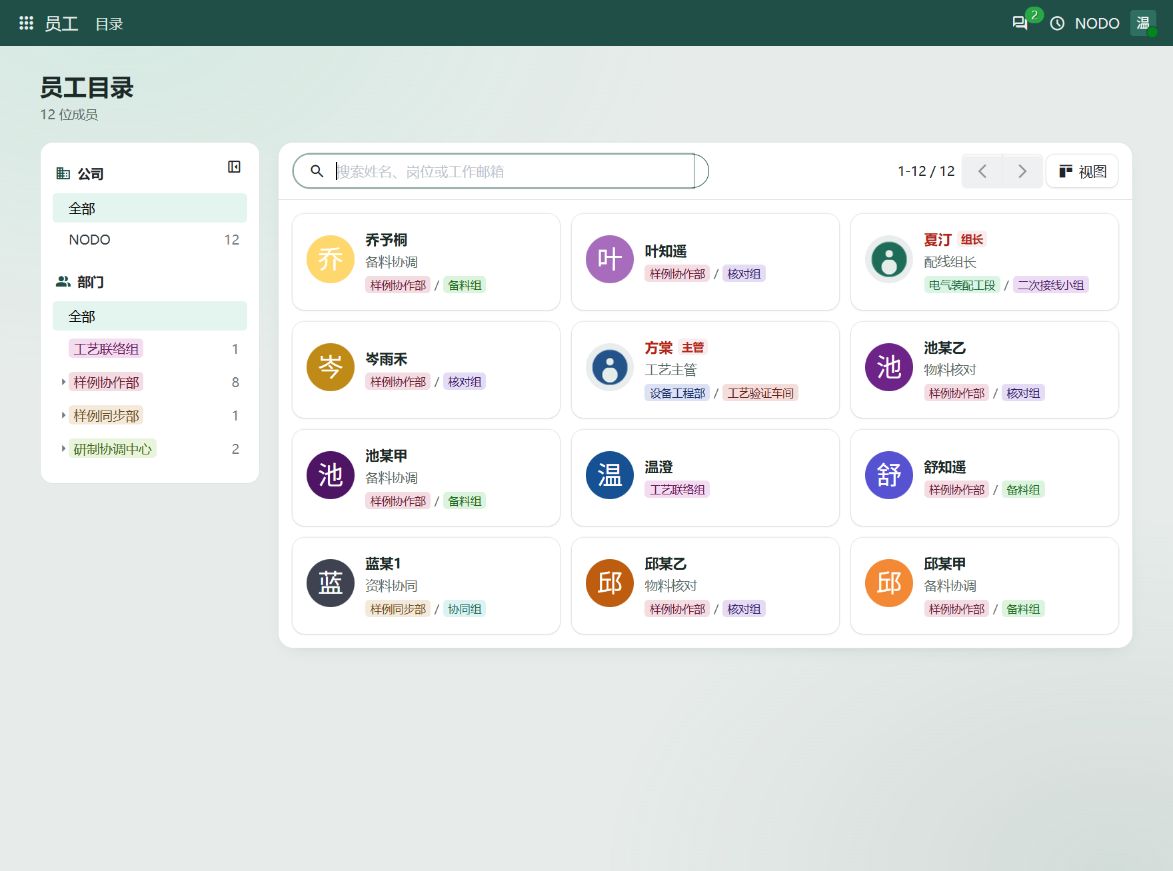 员工 目录
2
NODO 温
员工目录
12 位成员
公司
全部
NODO 12
部门
全部
工艺联络组 1
样例协作部 8
样例同步部 1
研制协调中心 2
搜索姓名、岗位或工作邮箱
1-12 / 12
视图
乔
乔予桐
备料协调
样例协作部 / 备料组
叶
叶知遥
样例协作部 / 核对组
夏汀 组长
配线组长
电气装配工段 / 二次接线小组
岑
岑雨禾
样例协作部 / 核对组
方棠 主管
工艺主管
设备工程部 / 工艺验证车间
池
池某乙
物料核对
样例协作部 / 核对组
池
池某甲
备料协调
样例协作部 / 备料组
温
温澄
工艺联络组
舒
舒知遥
样例协作部 / 备料组
蓝
蓝某1
资料协同
样例同步部 / 协同组
邱
邱某乙
物料核对
样例协作部 / 核对组
邱
邱某甲
备料协调
样例协作部 / 备料组